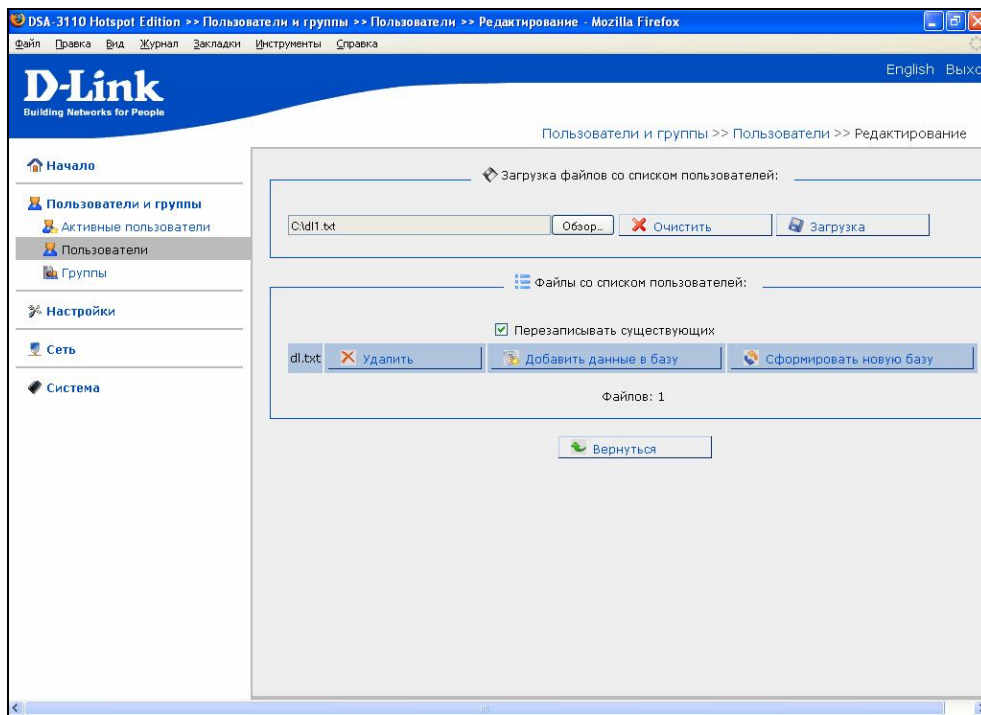 DSA-3110 Hotspot Edition >> Пользователи и группы >> Пользователи >> Редактирование - Mozilla Firefox
Файл Правка Вид Журнал Закладки Инструменты Справка
English Выхо
D-Link
Building Networks for People
Пользователи и группы >> Пользователи >> Редактирование
Начало
Пользователи и группы
Активные пользователи
Пользователи
Группы
Настройки
Сеть
Система
Загрузка файлов со списком пользователей:
C:\dl1.txt Обзор... Очистить Загрузка
Файлы со списком пользователей:
Перезаписывать существующих
dl.txt Удалить Добавить данные в базу Сформировать новую базу
Файлов: 1
Вернуться